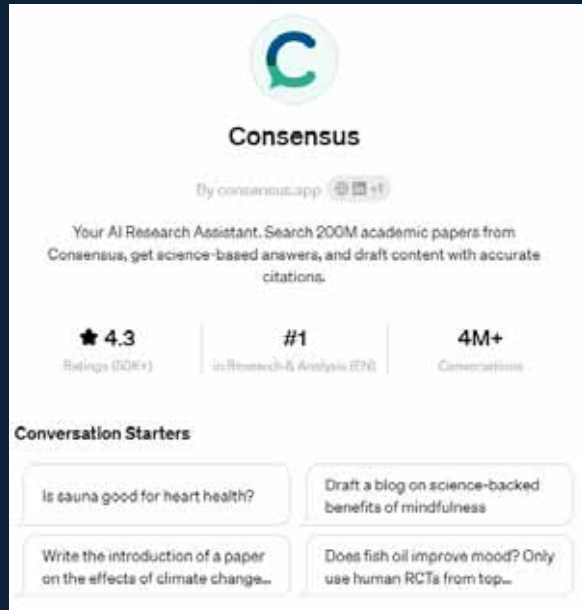 Consensus
By consensus.app +1
Your AI Research Assistant. Search 200M academic papers from
Consensus, get science-based answers, and draft content with accurate
citations.
★ 4.3 #1 4M+
Ratings (50K+) in Research & Analysis (EN) Conversations
Conversation Starters
Is sauna good for heart health?
Draft a blog on science-backed
benefits of mindfulness
Write the introduction of a paper
on the effects of climate change...
Does fish oil improve mood? Only
use human RCTs from top...